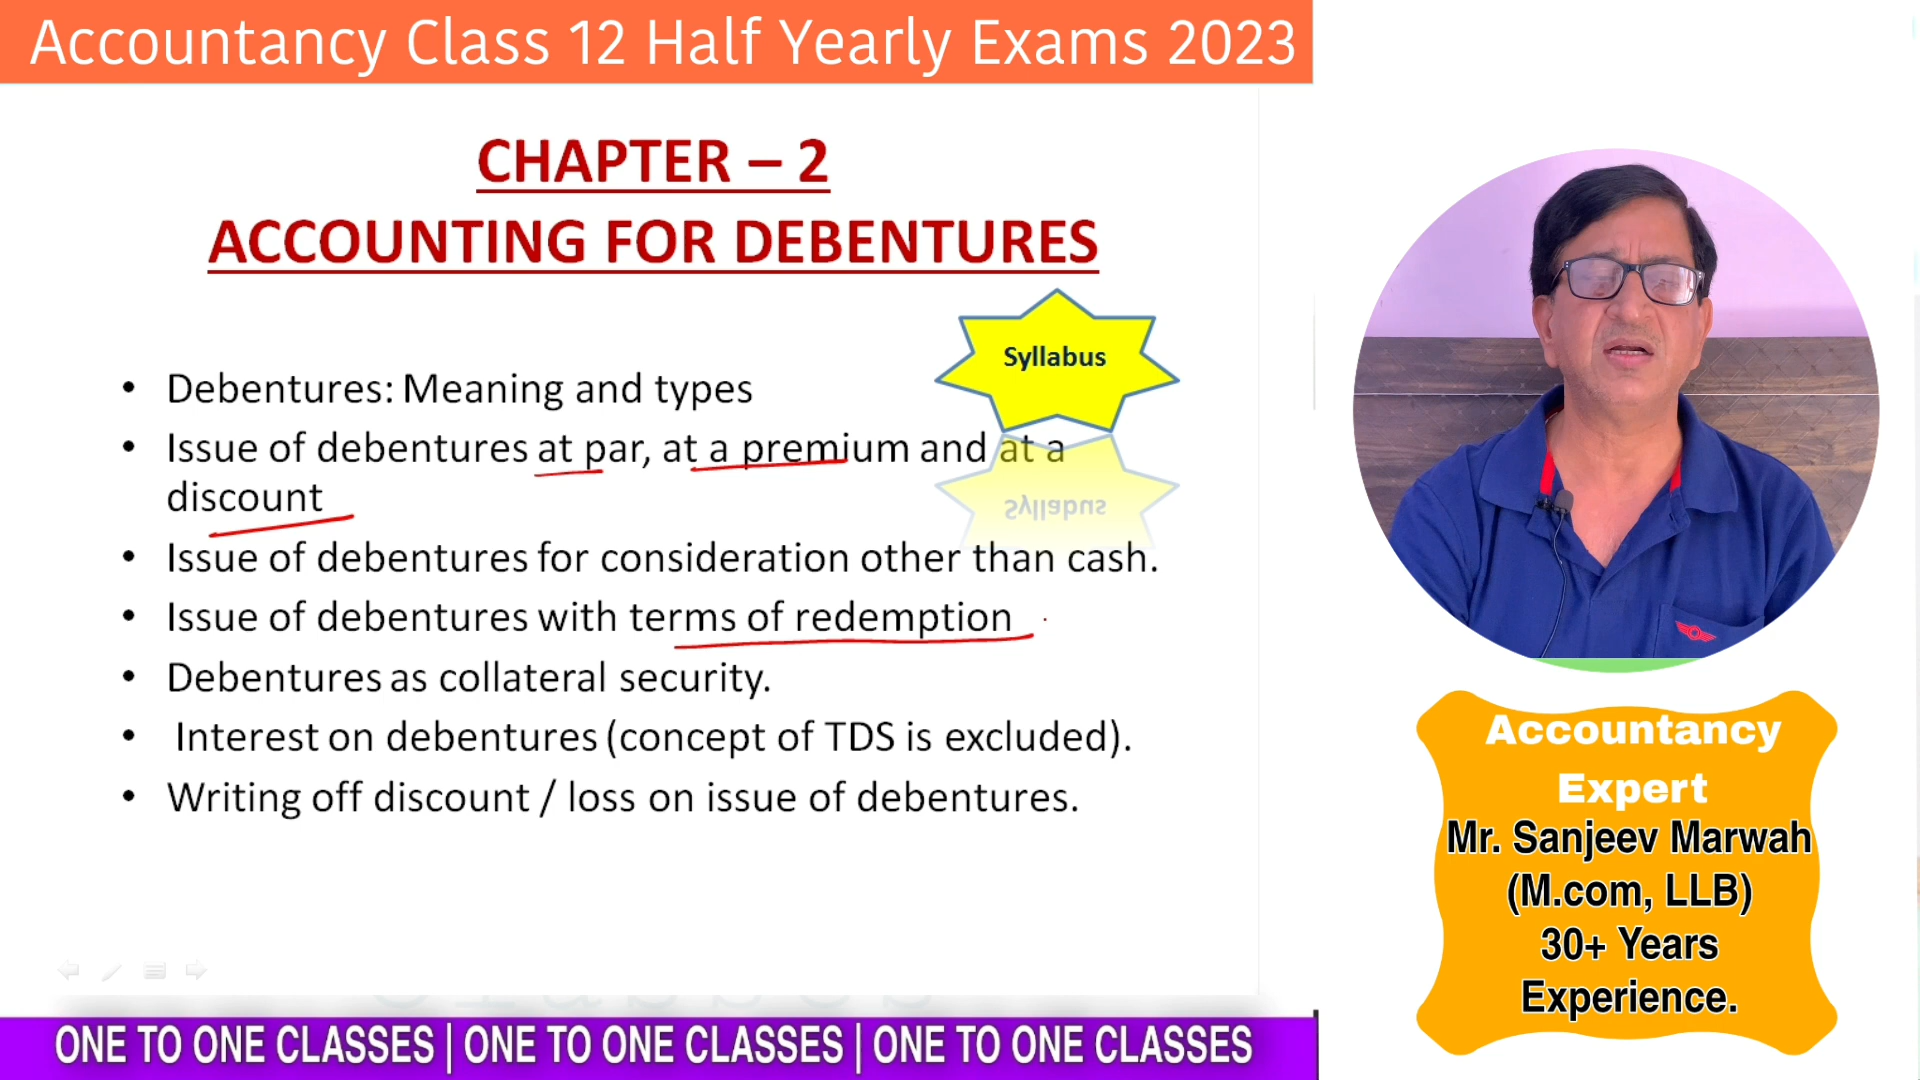 Accountancy Class 12 Half Yearly Exams 2023
CHAPTER – 2
ACCOUNTING FOR DEBENTURES
Syllabus
• Debentures: Meaning and types
• Issue of debentures at par, at a premium and at a
discount
Syllabus
• Issue of debentures for consideration other than cash.
• Issue of debentures with terms of redemption
• Debentures as collateral security.
• Interest on debentures (concept of TDS is excluded).
• Writing off discount / loss on issue of debentures.
Accountancy
Expert
Mr. Sanjeev Marwah
(M.com, LLB)
30+ Years
Experience.
ONE TO ONE CLASSES | ONE TO ONE CLASSES | ONE TO ONE CLASSES